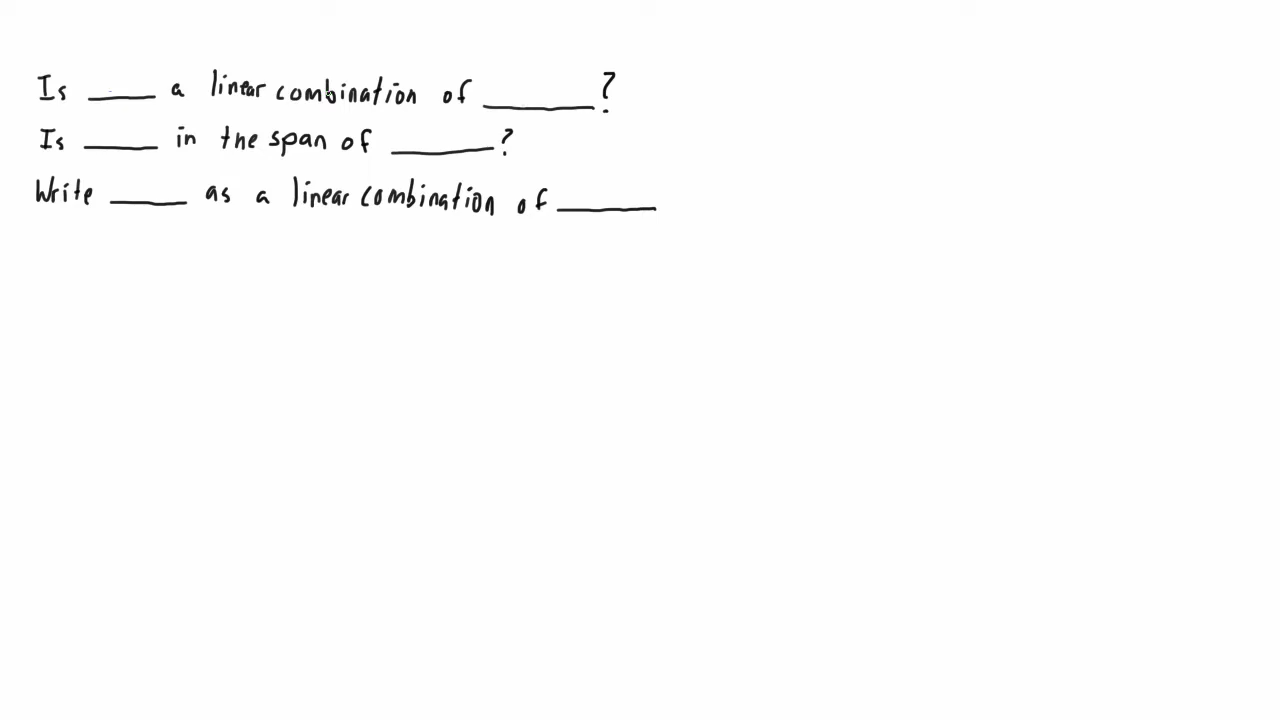 Is ____ a linear combination of ______?
Is ____ in the span of ______?
Write ____ as a linear combination of ______